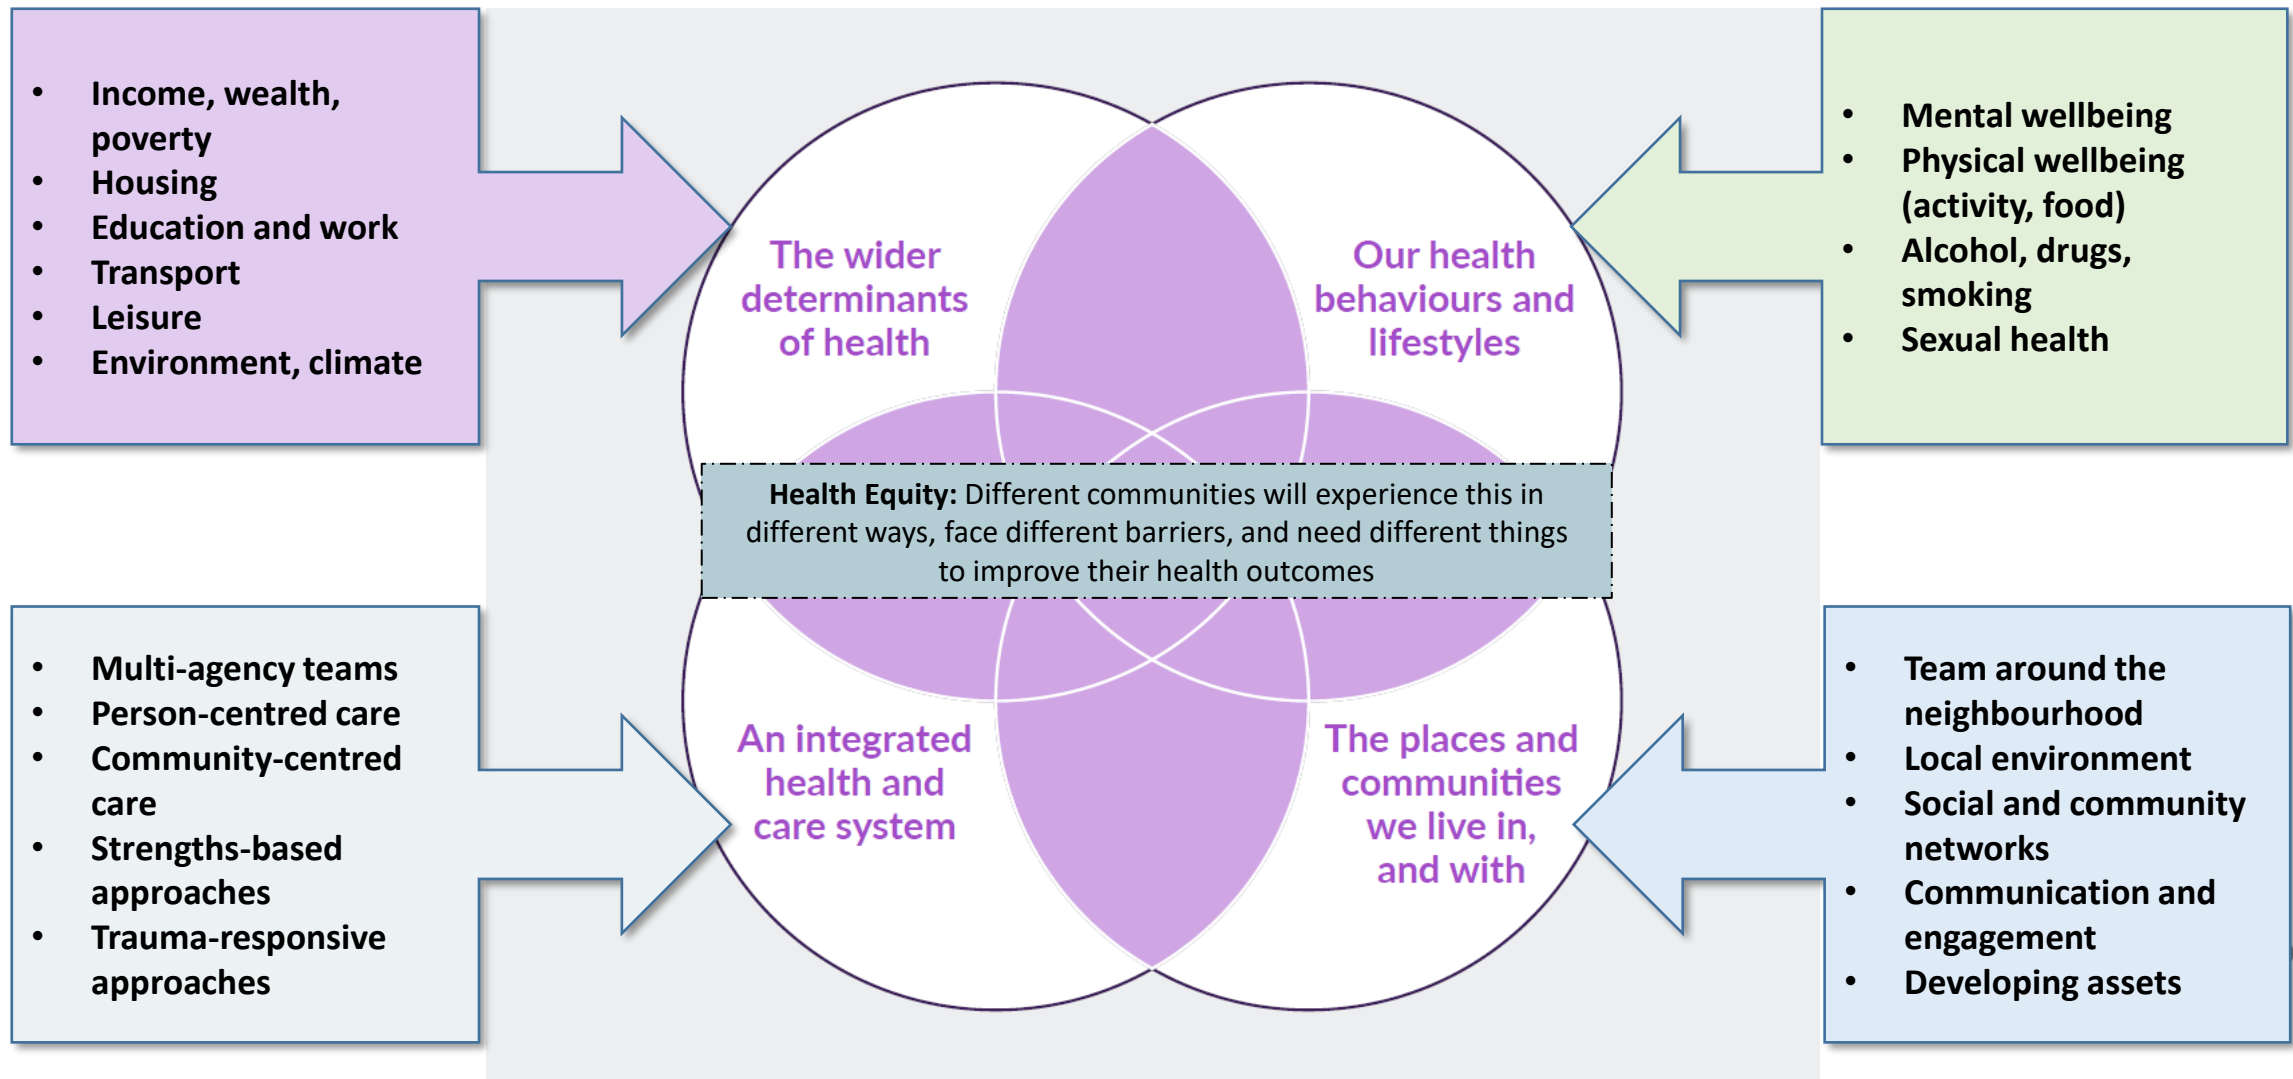 • Income, wealth,
poverty
• Housing
• Education and work
• Transport
• Leisure
• Environment, climate
The wider
determinants
of health
Our health
behaviours and
lifestyles
• Mental wellbeing
• Physical wellbeing
(activity, food)
• Alcohol, drugs,
smoking
• Sexual health
Health Equity: Different communities will experience this in
different ways, face different barriers, and need different things
to improve their health outcomes
• Multi-agency teams
• Person-centred care
• Community-centred
care
• Strengths-based
approaches
• Trauma-responsive
approaches
An integrated
health and
care system
The places and
communities
we live in,
and with
• Team around the
neighbourhood
• Local environment
• Social and community
networks
• Communication and
engagement
• Developing assets